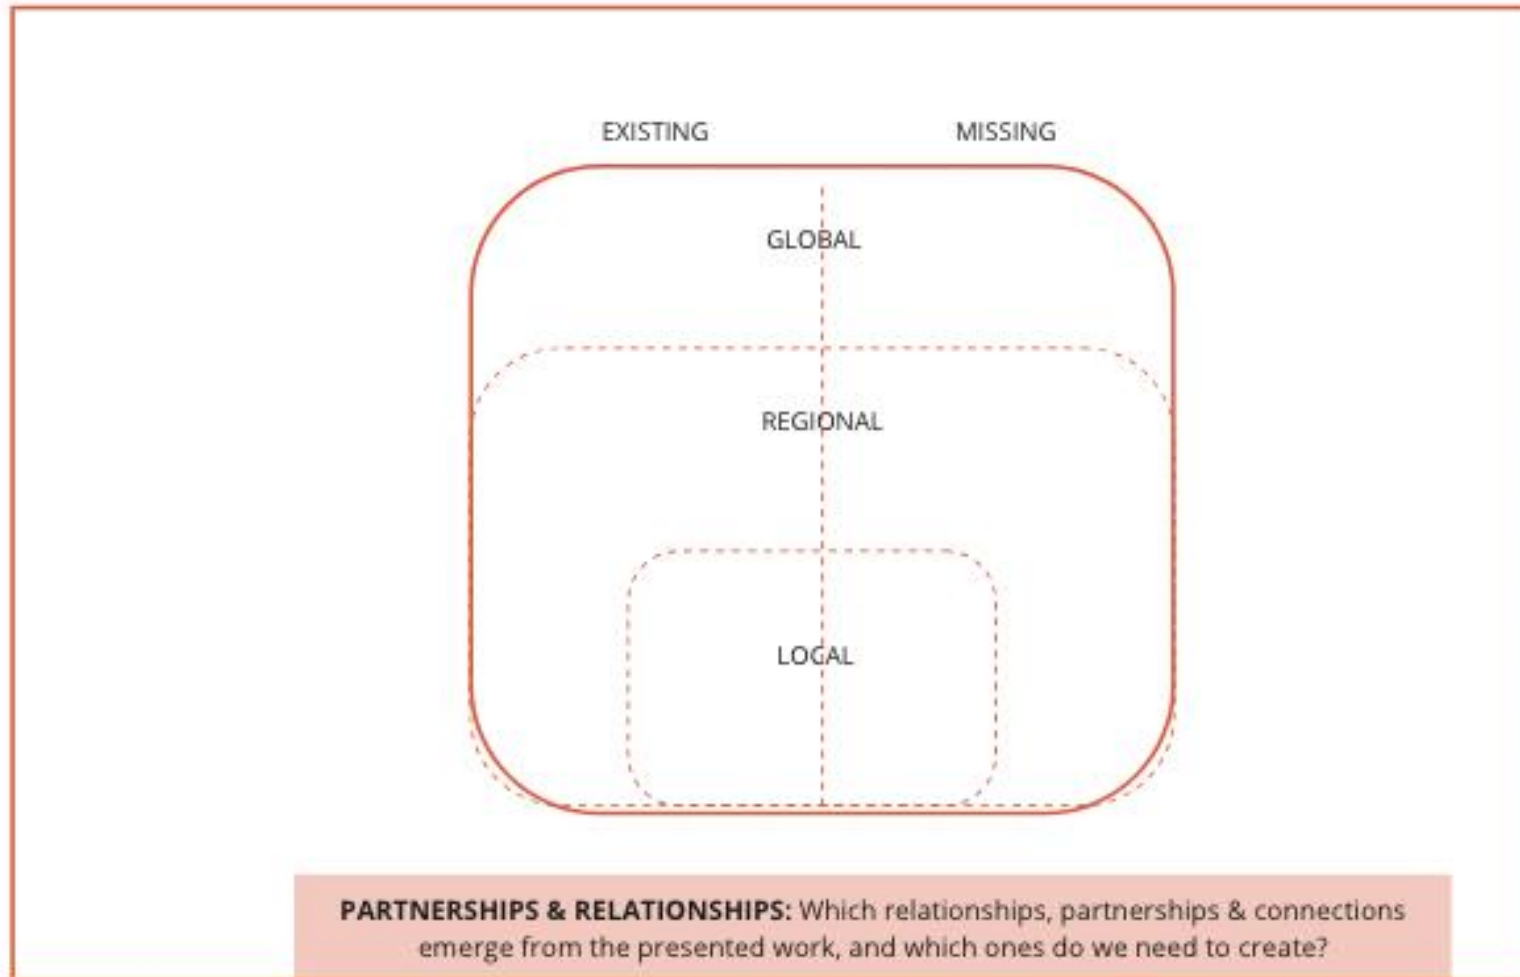 EXISTING MISSING
GLOBAL
REGIONAL
LOCAL
PARTNERSHIPS & RELATIONSHIPS: Which relationships, partnerships & connections
emerge from the presented work, and which ones do we need to create?